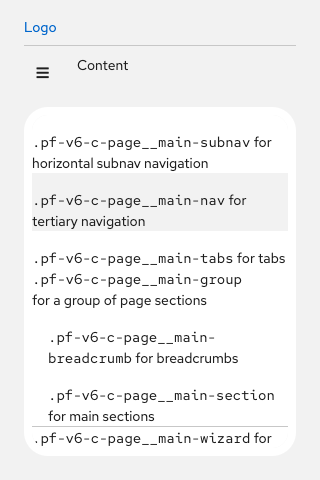 Logo
Content
.pf-v6-c-page__main-subnav for
horizontal subnav navigation
.pf-v6-c-page__main-nav for
tertiary navigation
.pf-v6-c-page__main-tabs for tabs
.pf-v6-c-page__main-group
for a group of page sections
.pf-v6-c-page__main-
breadcrumb for breadcrumbs
.pf-v6-c-page__main-section
for main sections
.pf-v6-c-page__main-wizard for